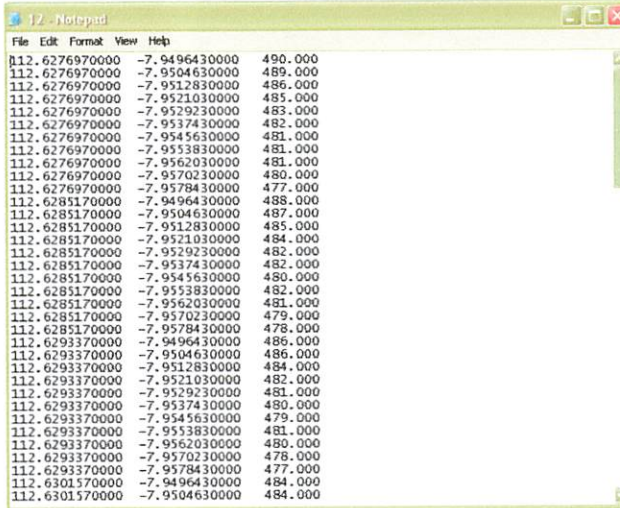 12 - Notepad
File Edit Format View Help
112.6276970000 -7.9496430000 490.000
112.6276970000 -7.9504630000 489.000
112.6276970000 -7.9512830000 486.000
112.6276970000 -7.9521030000 485.000
112.6276970000 -7.9529230000 483.000
112.6276970000 -7.9537430000 482.000
112.6276970000 -7.9545630000 481.000
112.6276970000 -7.9553830000 481.000
112.6276970000 -7.9562030000 481.000
112.6276970000 -7.9570230000 480.000
112.6276970000 -7.9578430000 477.000
112.6285170000 -7.9496430000 488.000
112.6285170000 -7.9504630000 487.000
112.6285170000 -7.9512830000 485.000
112.6285170000 -7.9521030000 484.000
112.6285170000 -7.9529230000 482.000
112.6285170000 -7.9537430000 482.000
112.6285170000 -7.9545630000 480.000
112.6285170000 -7.9553830000 482.000
112.6285170000 -7.9562030000 481.000
112.6285170000 -7.9570230000 479.000
112.6285170000 -7.9578430000 478.000
112.6293370000 -7.9496430000 486.000
112.6293370000 -7.9504630000 486.000
112.6293370000 -7.9512830000 484.000
112.6293370000 -7.9521030000 482.000
112.6293370000 -7.9529230000 481.000
112.6293370000 -7.9537430000 480.000
112.6293370000 -7.9545630000 479.000
112.6293370000 -7.9553830000 481.000
112.6293370000 -7.9562030000 480.000
112.6293370000 -7.9570230000 478.000
112.6293370000 -7.9578430000 477.000
112.6301570000 -7.9496430000 484.000
112.6301570000 -7.9504630000 484.000